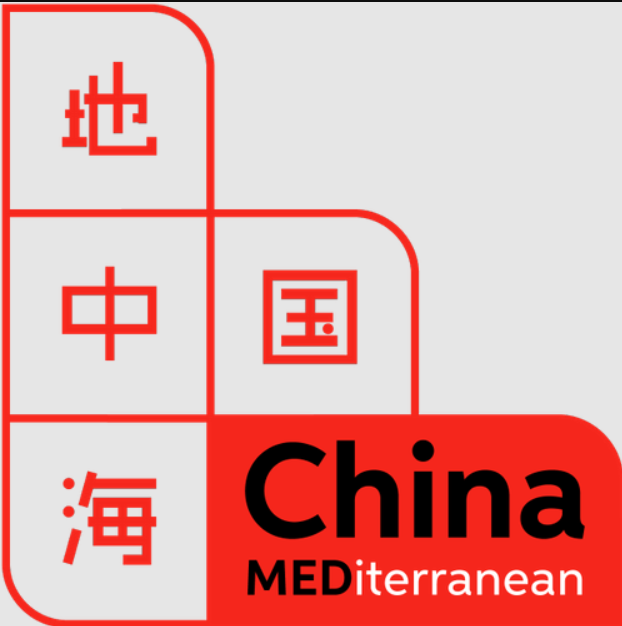 地
中国
海
China
MEDiterranean